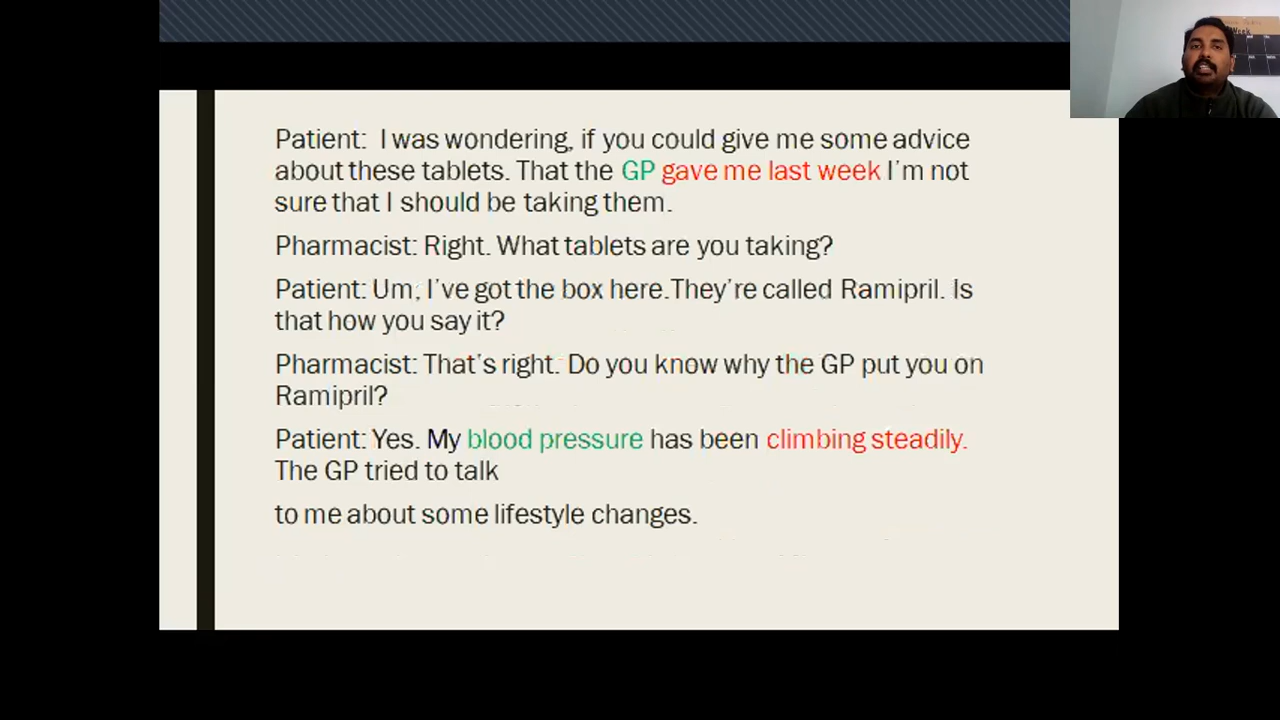 Patient: I was wondering, if you could give me some advice
about these tablets. That the GP gave me last week I'm not
sure that I should be taking them.
Pharmacist: Right. What tablets are you taking?
Patient: Um, I've got the box here.They're called Ramipril. Is
that how you say it?
Pharmacist: That's right. Do you know why the GP put you on
Ramipril?
Patient: Yes. My blood pressure has been climbing steadily.
The GP tried to talk
to me about some lifestyle changes.